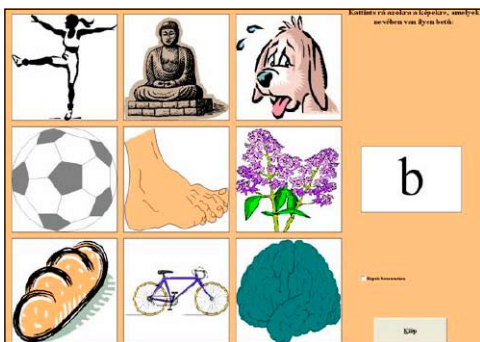 Kattints rá azokra a képekre, amelyek
nevében van ilyen betű:
b
Kilép